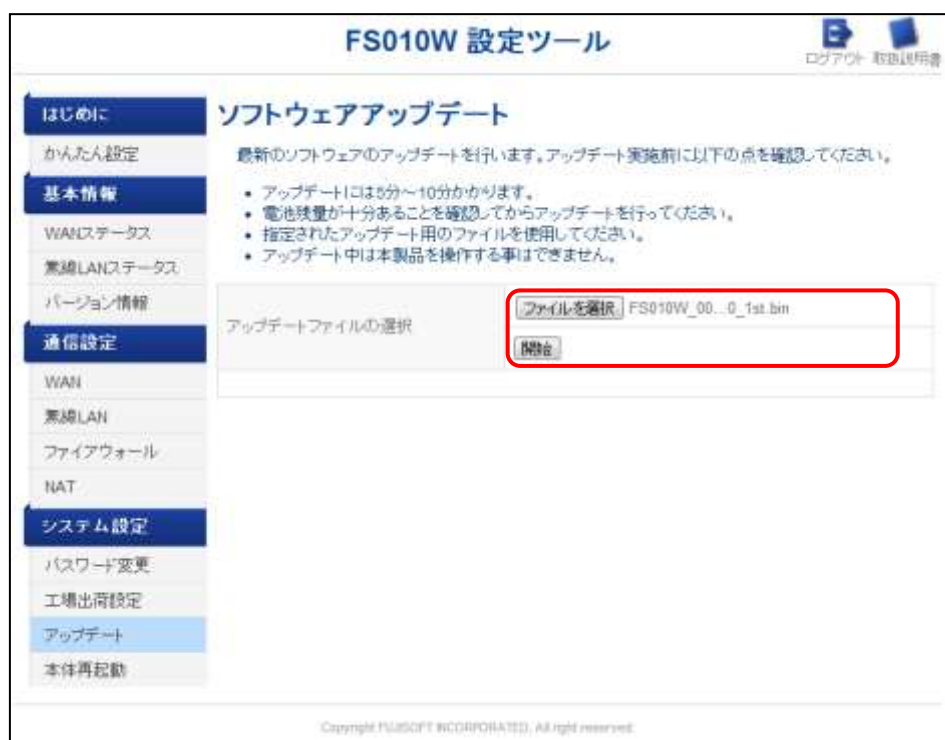 FS010W 設定ツール
ログアウト 取扱説明書
はじめに
かんたん設定
基本情報
WANステータス
無線LANステータス
バージョン情報
通信設定
WAN
無線LAN
ファイアウォール
NAT
システム設定
パスワード変更
工場出荷設定
アップデート
本体再起動
ソフトウェアアップデート
最新のソフトウェアのアップデートを行います。アップデート実施前に以下の点を確認してください。
• アップデートには5分～10分かかります。
• 電池残量が十分あることを確認してからアップデートを行ってください。
• 指定されたアップデート用のファイルを使用してください。
• アップデート中は本製品を操作する事はできません。
アップデートファイルの選択
ファイルを選択 FS010W_00...0_1st.bin
開始
Copyright FUJISOFT INCORPORATED, All right reserved.